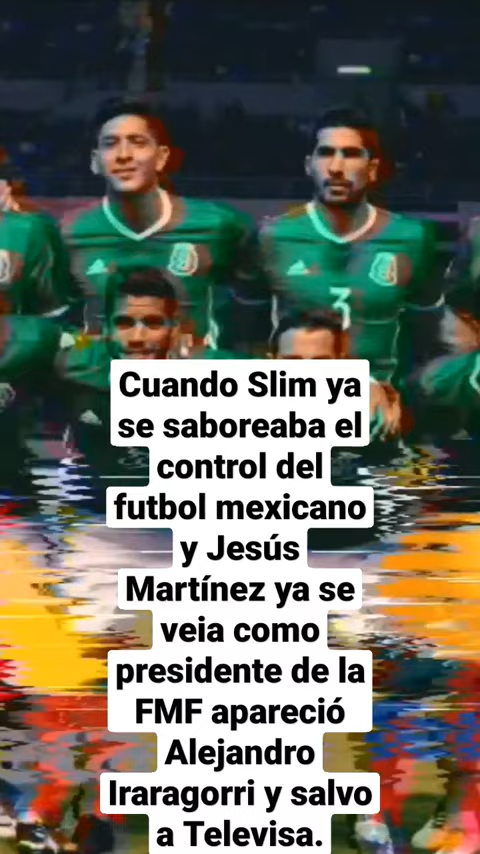 3
Cuando Slim ya
se saboreaba el
control del
futbol mexicano
y Jesús
Martínez ya se
veia como
presidente de la
FMF apareció
Alejandro
Iraragorri y salvo
a Televisa.